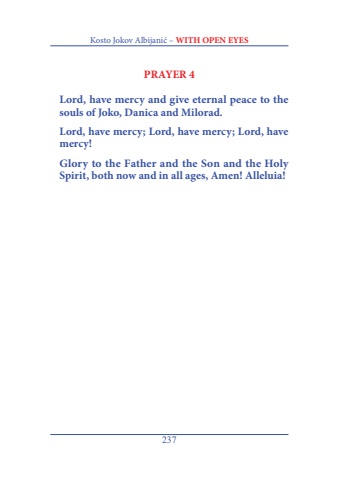 Kosto Jokov Albijanić – WITH OPEN EYES
PRAYER 4
Lord, have mercy and give eternal peace to the
souls of Joko, Danica and Milorad.
Lord, have mercy; Lord, have mercy; Lord, have
mercy!
Glory to the Father and the Son and the Holy
Spirit, both now and in all ages, Amen! Alleluia!
237